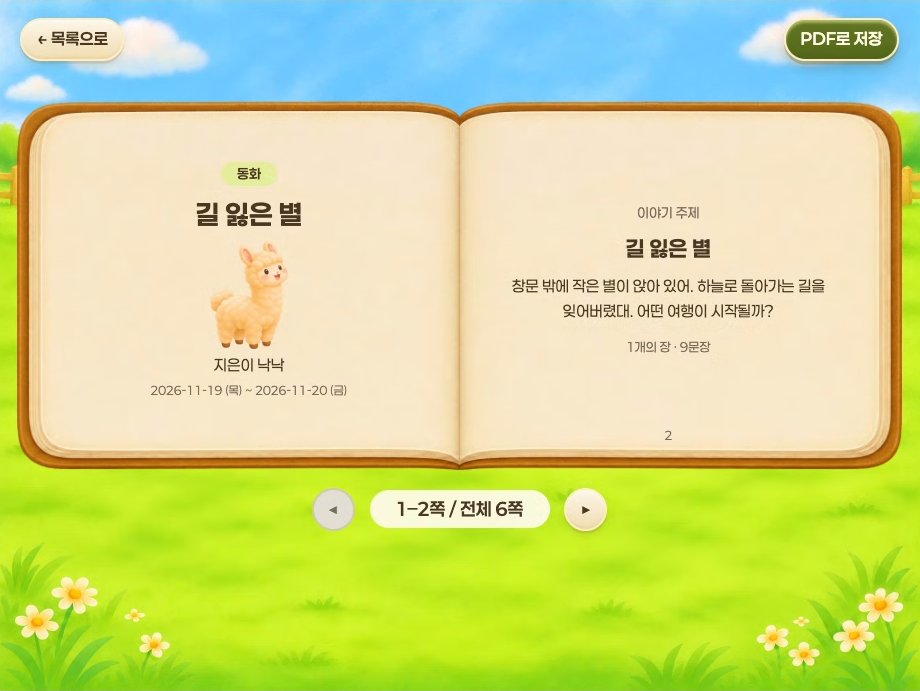 ← 목록으로
PDF로 저장
동화
길 잃은 별
지은이 낙낙
2026-11-19 (목) ~ 2026-11-20 (금)
이야기 주제
길 잃은 별
창문 밖에 작은 별이 앉아 있어. 하늘로 돌아가는 길을
잊어버렸대. 어떤 여행이 시작될까?
1개의 장 · 9문장
2
◀ 1–2쪽 / 전체 6쪽 ▶